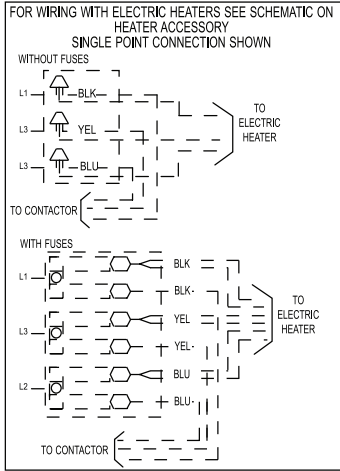 FOR WIRING WITH ELECTRIC HEATERS SEE SCHEMATIC ON
HEATER ACCESSORY
SINGLE POINT CONNECTION SHOWN
WITHOUT FUSES
L1
BLK
L3
YEL
L3
BLU
TO
ELECTRIC
HEATER
TO CONTACTOR
WITH FUSES
BLK
L1
BLK
YEL
L3
YEL
BLU
L2
BLU
TO
ELECTRIC
HEATER
TO CONTACTOR